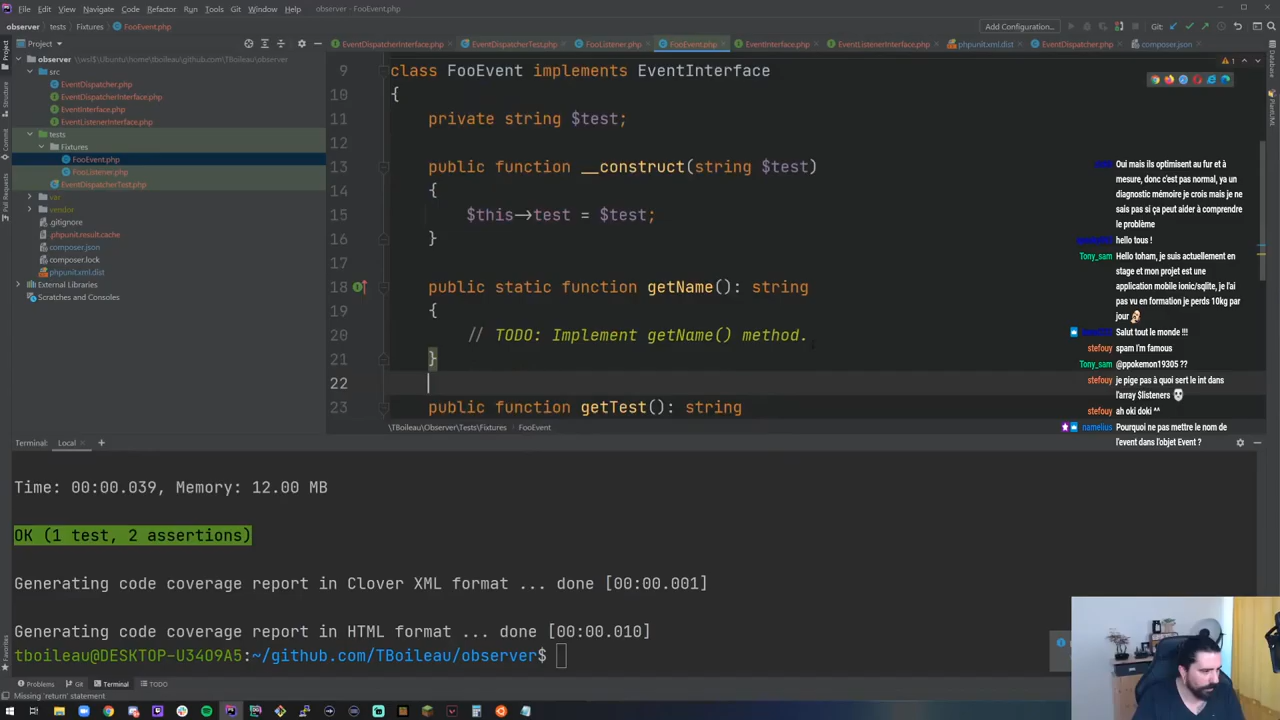 File Edit View Navigate Code Refactor Run Tools Git Window Help observer - FooEvent.php
observer tests Fixtures FooEvent.php
Add Configuration...
Git:
Project
EventDispatcherInterface.php EventDispatcherTest.php FooListener.php FooEvent.php EventInterface.php EventListenerInterface.php phpunit.xml.dist EventDispatcher.php composer.json
observer \\wsl$\Ubuntu\home\tboileau\github.com\TBoileau\observer
src
EventDispatcher.php
EventDispatcherInterface.php
EventInterface.php
EventListenerInterface.php
tests
Fixtures
FooEvent.php
FooListener.php
EventDispatcherTest.php
var
vendor
.gitignore
.phpunit.result.cache
composer.json
composer.lock
phpunit.xml.dist
External Libraries
Scratches and Consoles
Project
Structure
Commit
Pull Requests
Favorites
Database
PlantUML
1
9 class FooEvent implements EventInterface
10 {
11 private string $test;
12
13 public function __construct(string $test)
14 {
15 $this->test = $test;
16 }
17
18 public static function getName(): string
19 {
20 // TODO: Implement getName() method.
21 }
22
23 public function getTest(): string
\TBoileau\Observer\Tests\Fixtures FooEvent
Oui mais ils optimisent au fur et à
mesure, donc c'est pas normal, ya un
diagnostic mémoire je crois mais je ne
sais pas si ça peut aider à comprendre
le problème
hello tous !
Tony_sam Hello toham, je suis actuellement en
stage et mon projet est une
application mobile ionic/sqlite, je l'ai
pas vu en formation je perds 10kg par
jour
Salut tout le monde !!!
stefouy spam I'm famous
Tony_sam @ppokemon19305 ??
stefouy je pige pas à quoi sert le int dans
l'array $listeners
stefouy ah oki doki ^^
namelius Pourquoi ne pas mettre le nom de
l'event dans l'objet Event ?
Terminal: Local
Time: 00:00.039, Memory: 12.00 MB
OK (1 test, 2 assertions)
Generating code coverage report in Clover XML format ... done [00:00.001]
Generating code coverage report in HTML format ... done [00:00.010]
tboileau@DESKTOP-U34O9A5:~/github.com/TBoileau/observer$
Problems Git Terminal TODO
Missing 'return' statement